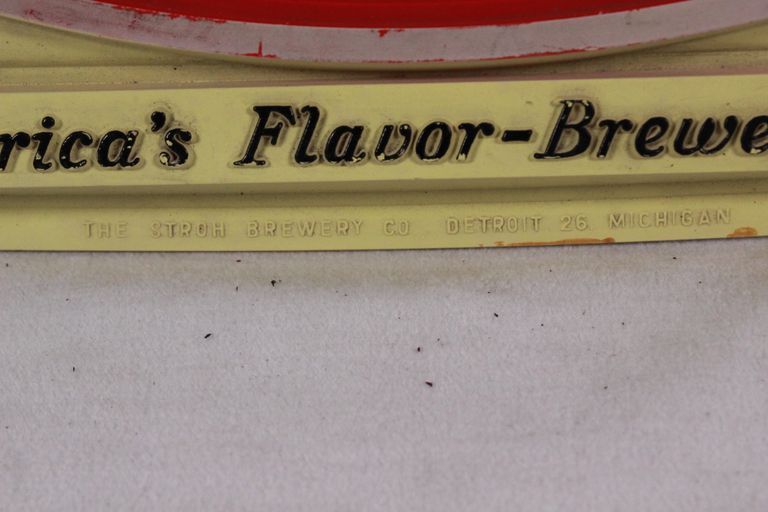 rica's Flavor-Brewe
THE STROH BREWERY CO DETROIT 26, MICHIGAN